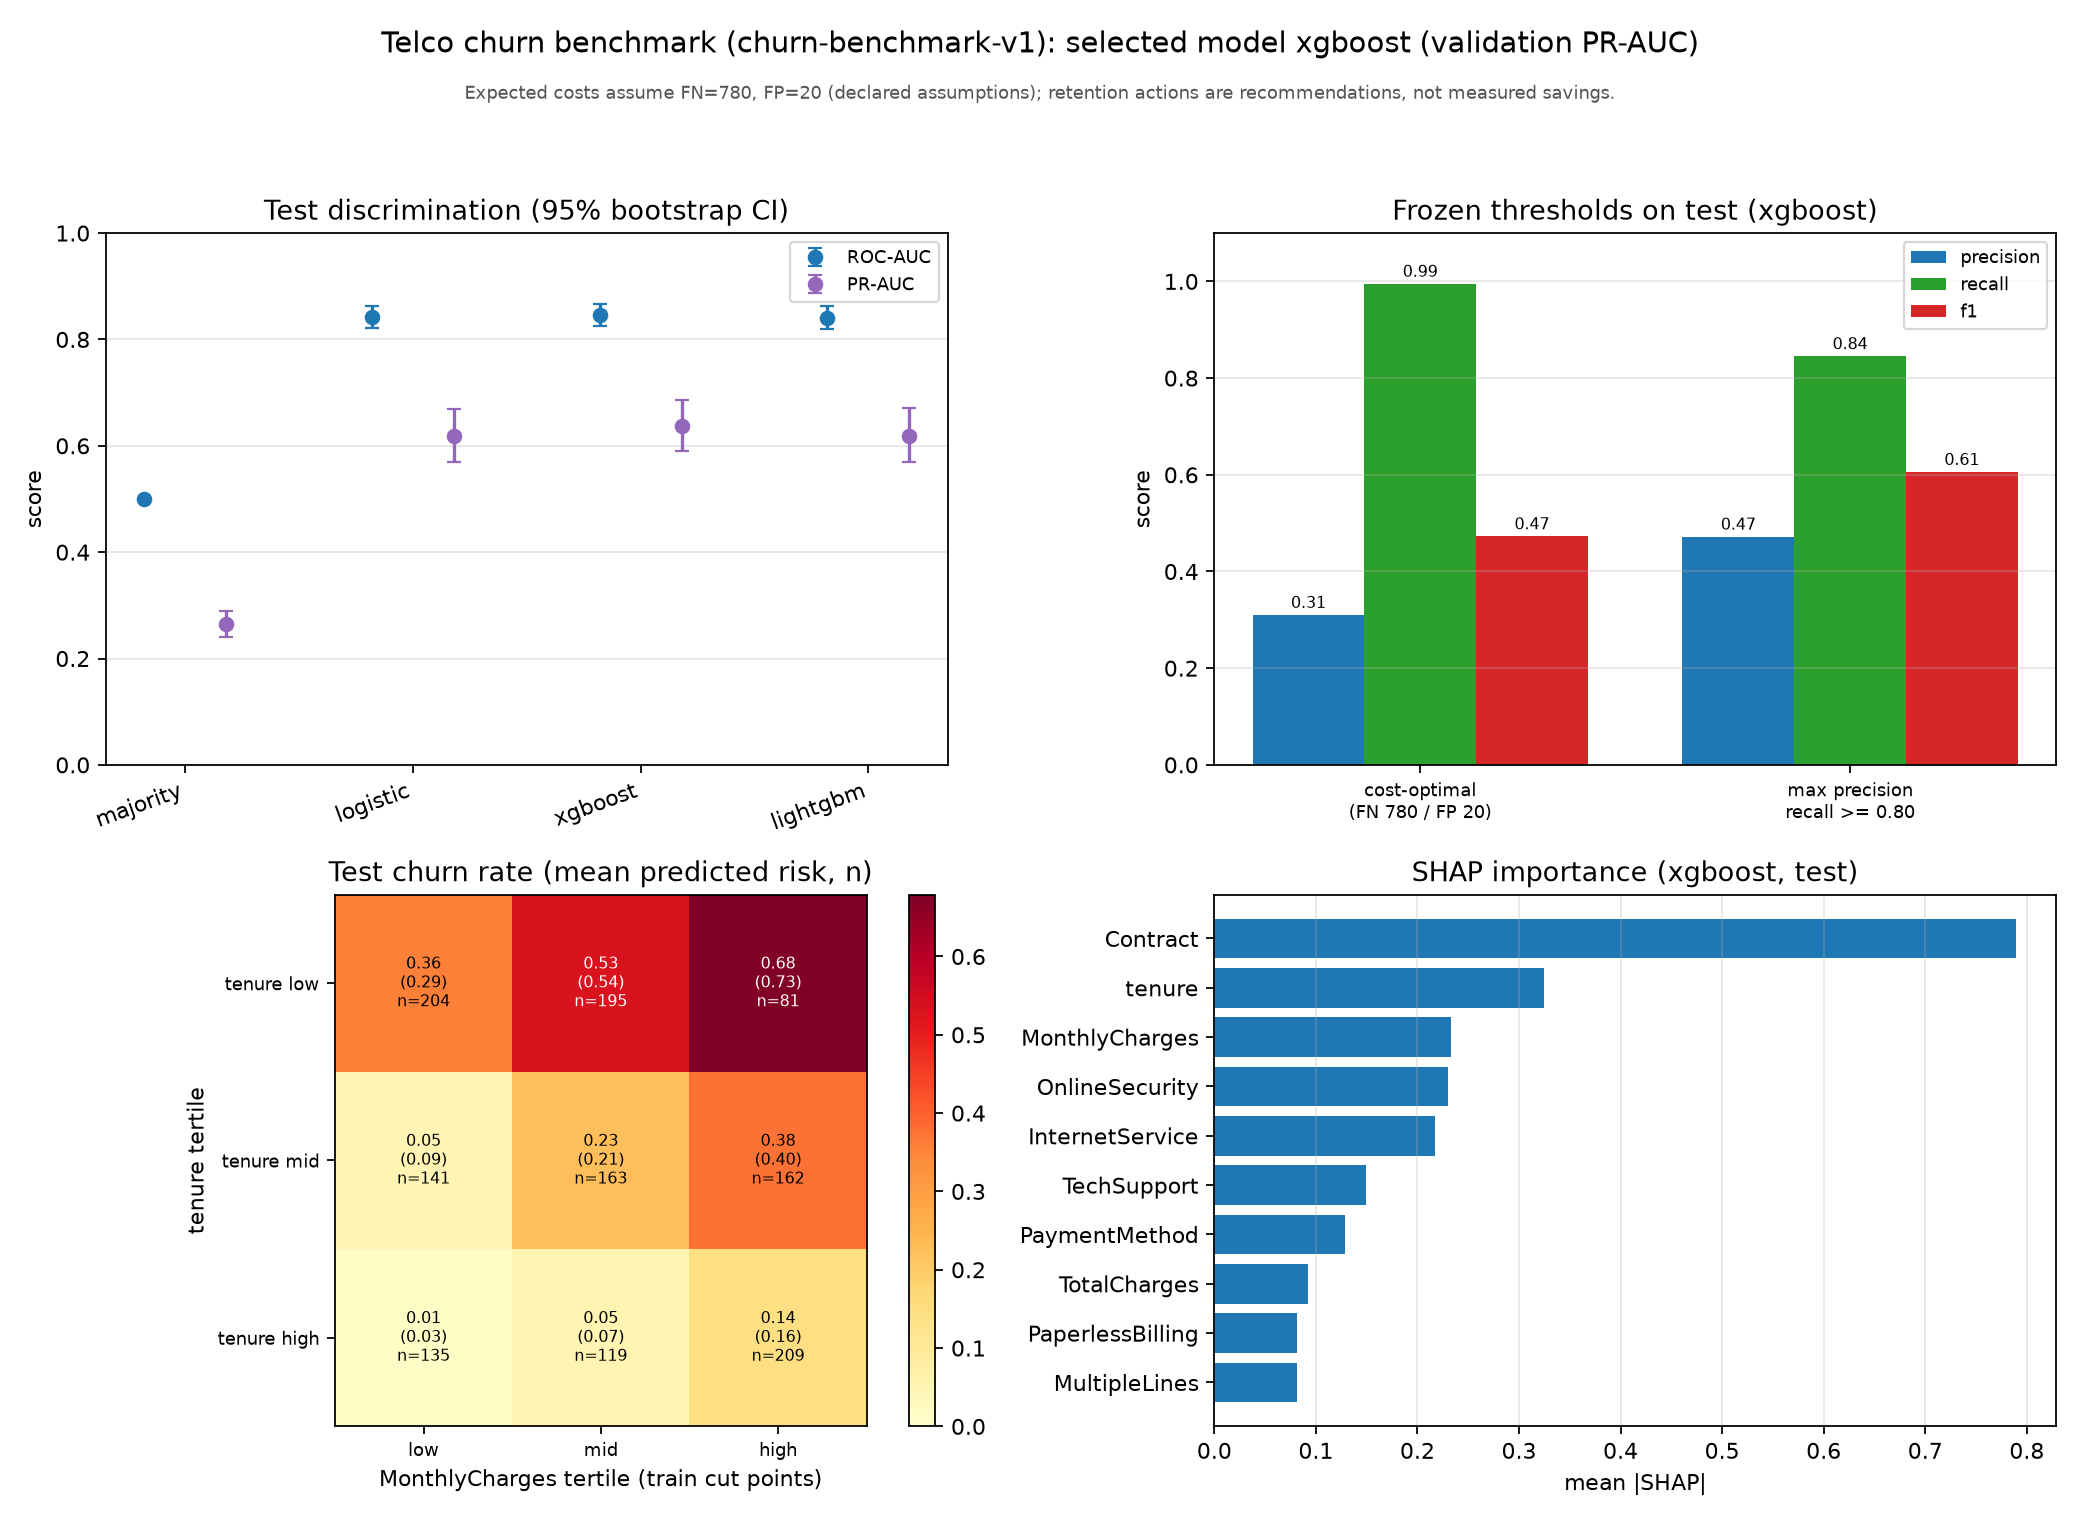 Telco churn benchmark (churn-benchmark-v1): selected model xgboost (validation PR-AUC)
Expected costs assume FN=780, FP=20 (declared assumptions); retention actions are recommendations, not measured savings.
Test discrimination (95% bootstrap CI)
1.0
0.8
0.6
0.4
0.2
0.0
score
ROC-AUC
PR-AUC
majority
logistic
xgboost
lightgbm
Frozen thresholds on test (xgboost)
1.0
0.8
0.6
0.4
0.2
0.0
score
precision
recall
f1
0.31
0.99
0.47
0.47
0.84
0.61
cost-optimal
(FN 780 / FP 20)
max precision
recall >= 0.80
Test churn rate (mean predicted risk, n)
tenure tertile
tenure low
0.36
(0.29)
n=204
0.53
(0.54)
n=195
0.68
(0.73)
n=81
tenure mid
0.05
(0.09)
n=141
0.23
(0.21)
n=163
0.38
(0.40)
n=162
tenure high
0.01
(0.03)
n=135
0.05
(0.07)
n=119
0.14
(0.16)
n=209
low
mid
high
MonthlyCharges tertile (train cut points)
0.6
0.5
0.4
0.3
0.2
0.1
0.0
SHAP importance (xgboost, test)
Contract
tenure
MonthlyCharges
OnlineSecurity
InternetService
TechSupport
PaymentMethod
TotalCharges
PaperlessBilling
MultipleLines
0.0
0.1
0.2
0.3
0.4
0.5
0.6
0.7
0.8
mean |SHAP|